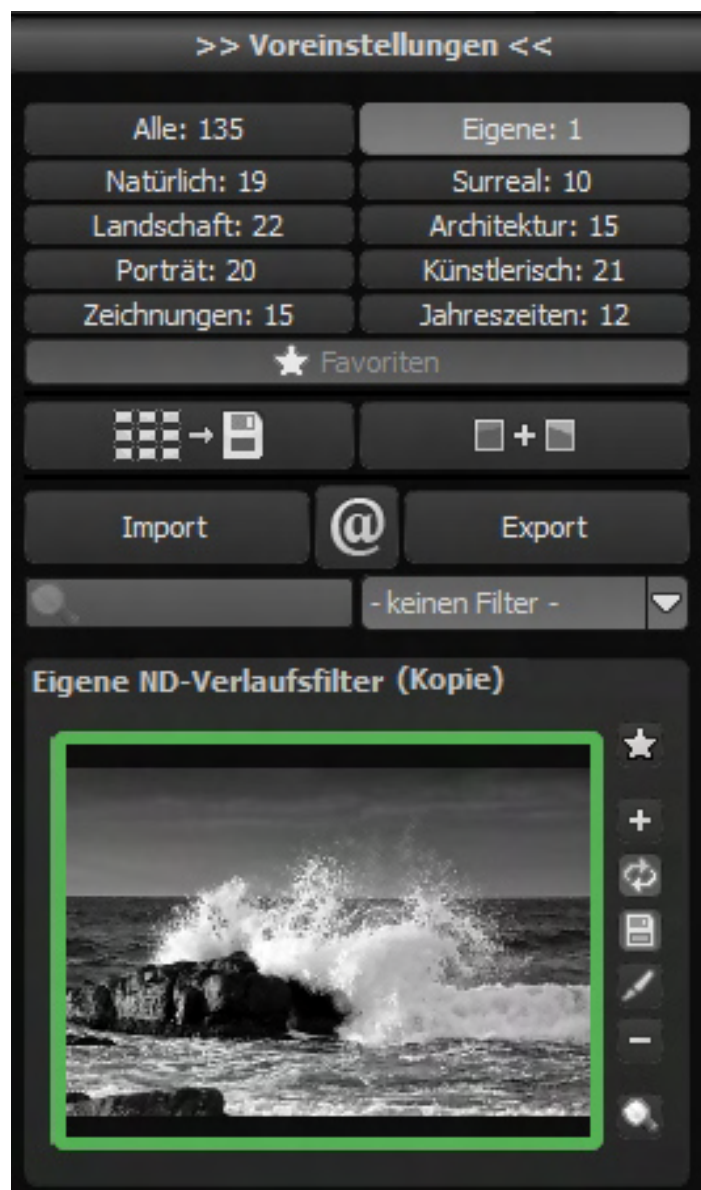 >> Voreinstellungen <<
Alle: 135 Eigene: 1
Natürlich: 19 Surreal: 10
Landschaft: 22 Architektur: 15
Porträt: 20 Künstlerisch: 21
Zeichnungen: 15 Jahreszeiten: 12
Favoriten
Import @ Export
- keinen Filter -
Eigene ND-Verlaufsfilter (Kopie)